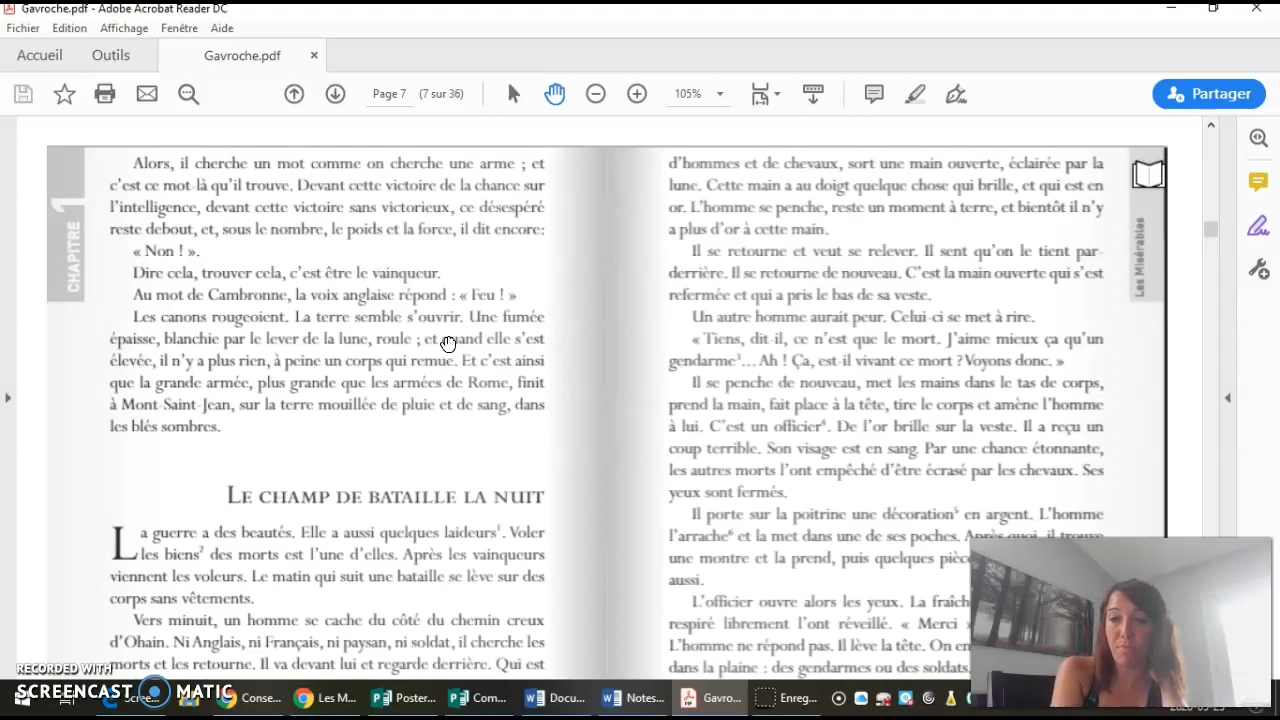 Gavroche.pdf - Adobe Acrobat Reader DC
Fichier Edition Affichage Fenêtre Aide
Accueil Outils Gavroche.pdf ×
Page 7 (7 sur 36) 105% Partager
CHAPITRE 1
Alors, il cherche un mot comme on cherche une arme ; et
c'est ce mot-là qu'il trouve. Devant cette victoire de la chance sur
l'intelligence, devant cette victoire sans victorieux, ce désespéré
reste debout, et, sous le nombre, le poids et la force, il dit encore:
« Non ! ».
Dire cela, trouver cela, c'est être le vainqueur.
Au mot de Cambronne, la voix anglaise répond : « Feu ! »
Les canons rougeoient. La terre semble s'ouvrir. Une fumée
épaisse, blanchie par le lever de la lune, roule ; et quand elle s'est
élevée, il n'y a plus rien, à peine un corps qui remue. Et c'est ainsi
que la grande armée, plus grande que les armées de Rome, finit
à Mont-Saint-Jean, sur la terre mouillée de pluie et de sang, dans
les blés sombres.
LE CHAMP DE BATAILLE LA NUIT
La guerre a des beautés. Elle a aussi quelques laideurs¹. Voler
les biens² des morts est l'une d'elles. Après les vainqueurs
viennent les voleurs. Le matin qui suit une bataille se lève sur des
corps sans vêtements.
Vers minuit, un homme se cache du côté du chemin creux
d'Ohain. Ni Anglais, ni Français, ni paysan, ni soldat, il cherche les
morts et les retourne. Il va devant lui et regarde derrière. Qui est
d'hommes et de chevaux, sort une main ouverte, éclairée par la
lune. Cette main a au doigt quelque chose qui brille, et qui est en
or. L'homme se penche, reste un moment à terre, et bientôt il n'y
a plus d'or à cette main.
Il se retourne et veut se relever. Il sent qu'on le tient par-
derrière. Il se retourne de nouveau. C'est la main ouverte qui s'est
refermée et qui a pris le bas de sa veste.
Un autre homme aurait peur. Celui-ci se met à rire.
« Tiens, dit-il, ce n'est que le mort. J'aime mieux ça qu'un
gendarme³… Ah ! Ça, est-il vivant ce mort ? Voyons donc. »
Il se penche de nouveau, met les mains dans le tas de corps,
prend la main, fait place à la tête, tire le corps et amène l'homme
à lui. C'est un officier⁴. De l'or brille sur la veste. Il a reçu un
coup terrible. Son visage est en sang. Par une chance étonnante,
les autres morts l'ont empêché d'être écrasé par les chevaux. Ses
yeux sont fermés.
Il porte sur la poitrine une décoration⁵ en argent. L'homme
l'arrache⁶ et la met dans une de ses poches. Après quoi, il trouve
une montre et la prend, puis quelques
aussi.
L'officier ouvre alors les yeux. La
respiré librement l'ont réveillé. « Merci
L'homme ne répond pas. Il lève la tête. On
dans la plaine : des gendarmes ou des soldats.
Les Misérables
RECORDED WITH
SCREENCAST MATIC
Conse... Les M... Poster... Com... Docu... Notes... Gavro... Enreg...